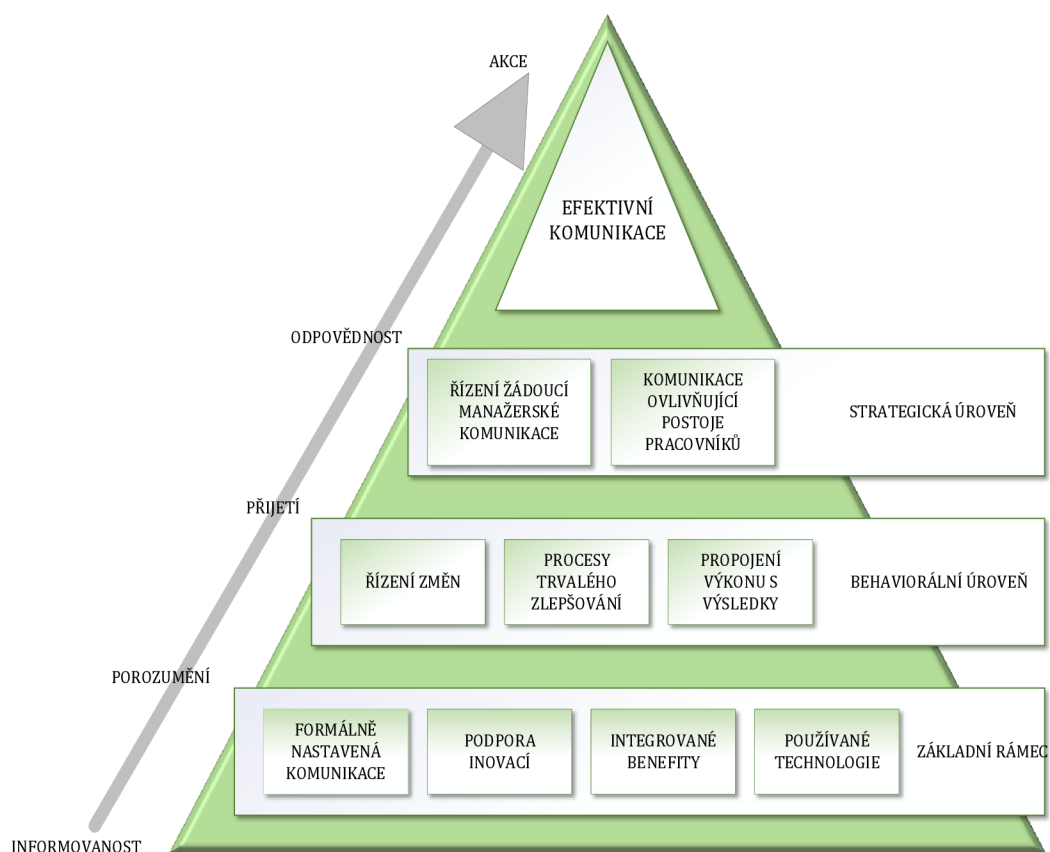 AKCE
EFEKTIVNÍ
KOMUNIKACE
ODPOVĚDNOST
ŘÍZENÍ ŽÁDOUCÍ
MANAŽERSKÉ
KOMUNIKACE
KOMUNIKACE
OVLIVŇUJÍCÍ
POSTOJE
PRACOVNÍKŮ
STRATEGICKÁ ÚROVEŇ
PŘIJETÍ
ŘÍZENÍ ZMĚN
PROCESY
TRVALÉHO
ZLEPŠOVÁNÍ
PROPOJENÍ
VÝKONU S
VÝSLEDKY
BEHAVIORÁLNÍ ÚROVEŇ
POROZUMĚNÍ
FORMÁLNĚ
NASTAVENÁ
KOMUNIKACE
PODPORA
INOVACÍ
INTEGROVANÉ
BENEFITY
POUŽÍVANÉ
TECHNOLOGIE
ZÁKLADNÍ RÁMEC
INFORMOVANOST